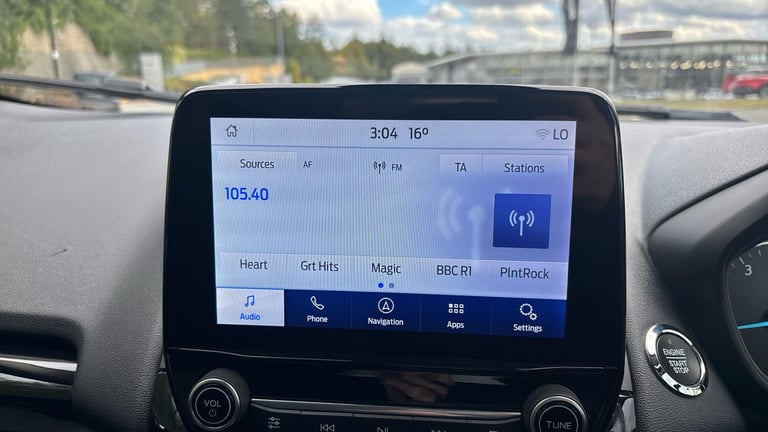 3:04 16º LO
Sources AF FM TA Stations
105.40
Heart Grt Hits Magic BBC R1 PlntRock
Audio Phone Navigation Apps Settings
ENGINE
START
STOP
3
VOL
TUNE